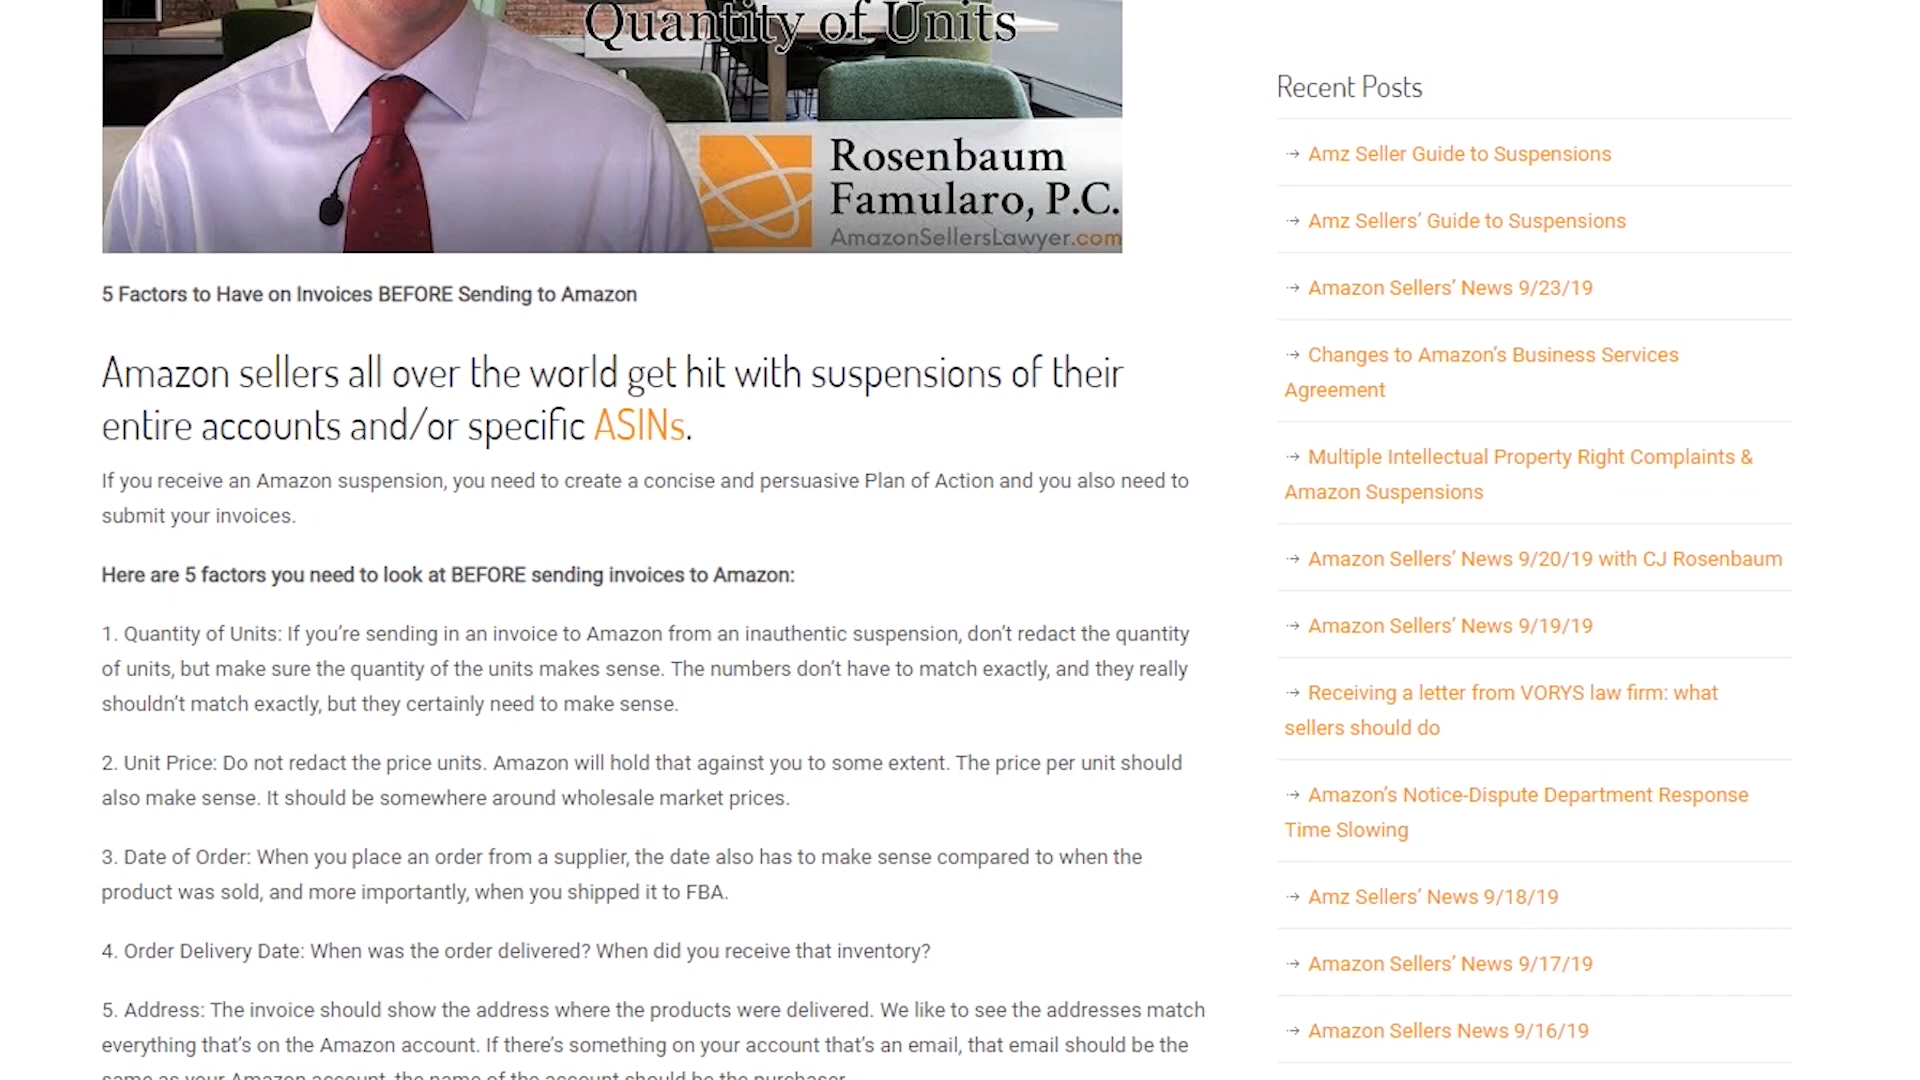 Quantity of Units
Rosenbaum
Famularo, P.C.
AmazonSellersLawyer.com
5 Factors to Have on Invoices BEFORE Sending to Amazon
Amazon sellers all over the world get hit with suspensions of their
entire accounts and/or specific ASINs.
If you receive an Amazon suspension, you need to create a concise and persuasive Plan of Action and you also need to
submit your invoices.
Here are 5 factors you need to look at BEFORE sending invoices to Amazon:
1. Quantity of Units: If you’re sending in an invoice to Amazon from an inauthentic suspension, don’t redact the quantity
of units, but make sure the quantity of the units makes sense. The numbers don’t have to match exactly, and they really
shouldn’t match exactly, but they certainly need to make sense.
2. Unit Price: Do not redact the price units. Amazon will hold that against you to some extent. The price per unit should
also make sense. It should be somewhere around wholesale market prices.
3. Date of Order: When you place an order from a supplier, the date also has to make sense compared to when the
product was sold, and more importantly, when you shipped it to FBA.
4. Order Delivery Date: When was the order delivered? When did you receive that inventory?
5. Address: The invoice should show the address where the products were delivered. We like to see the addresses match
everything that’s on the Amazon account. If there’s something on your account that’s an email, that email should be the
same as your Amazon account, the name of the account should be the purchaser.
Recent Posts
Amz Seller Guide to Suspensions
Amz Sellers’ Guide to Suspensions
Amazon Sellers’ News 9/23/19
Changes to Amazon’s Business Services
Agreement
Multiple Intellectual Property Right Complaints &
Amazon Suspensions
Amazon Sellers’ News 9/20/19 with CJ Rosenbaum
Amazon Sellers’ News 9/19/19
Receiving a letter from VORYS law firm: what
sellers should do
Amazon’s Notice-Dispute Department Response
Time Slowing
Amz Sellers’ News 9/18/19
Amazon Sellers’ News 9/17/19
Amazon Sellers News 9/16/19